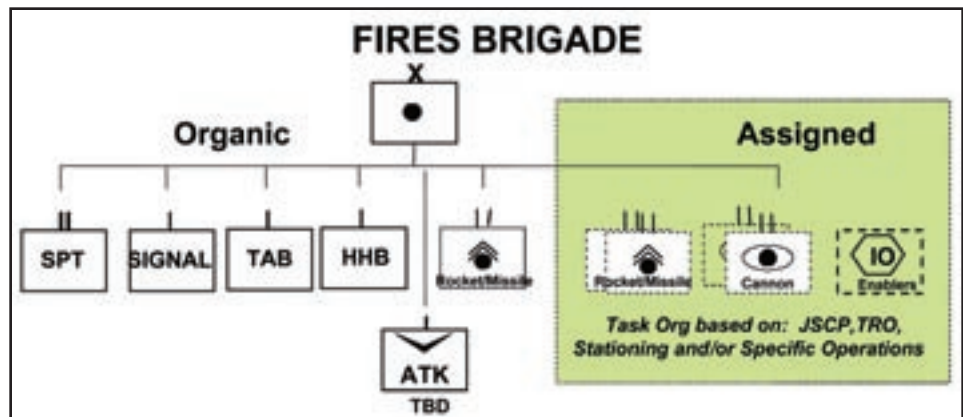 FIRES BRIGADE
X
Organic
Assigned
II
I
I
I
II
SPT
SIGNAL
TAB
HHB
Rocket/Missile
Rocket/Missile
Cannon
IO
Enablers
I
ATK
TBD
Task Org based on: JSCP,TRO,
Stationing and/or Specific Operations